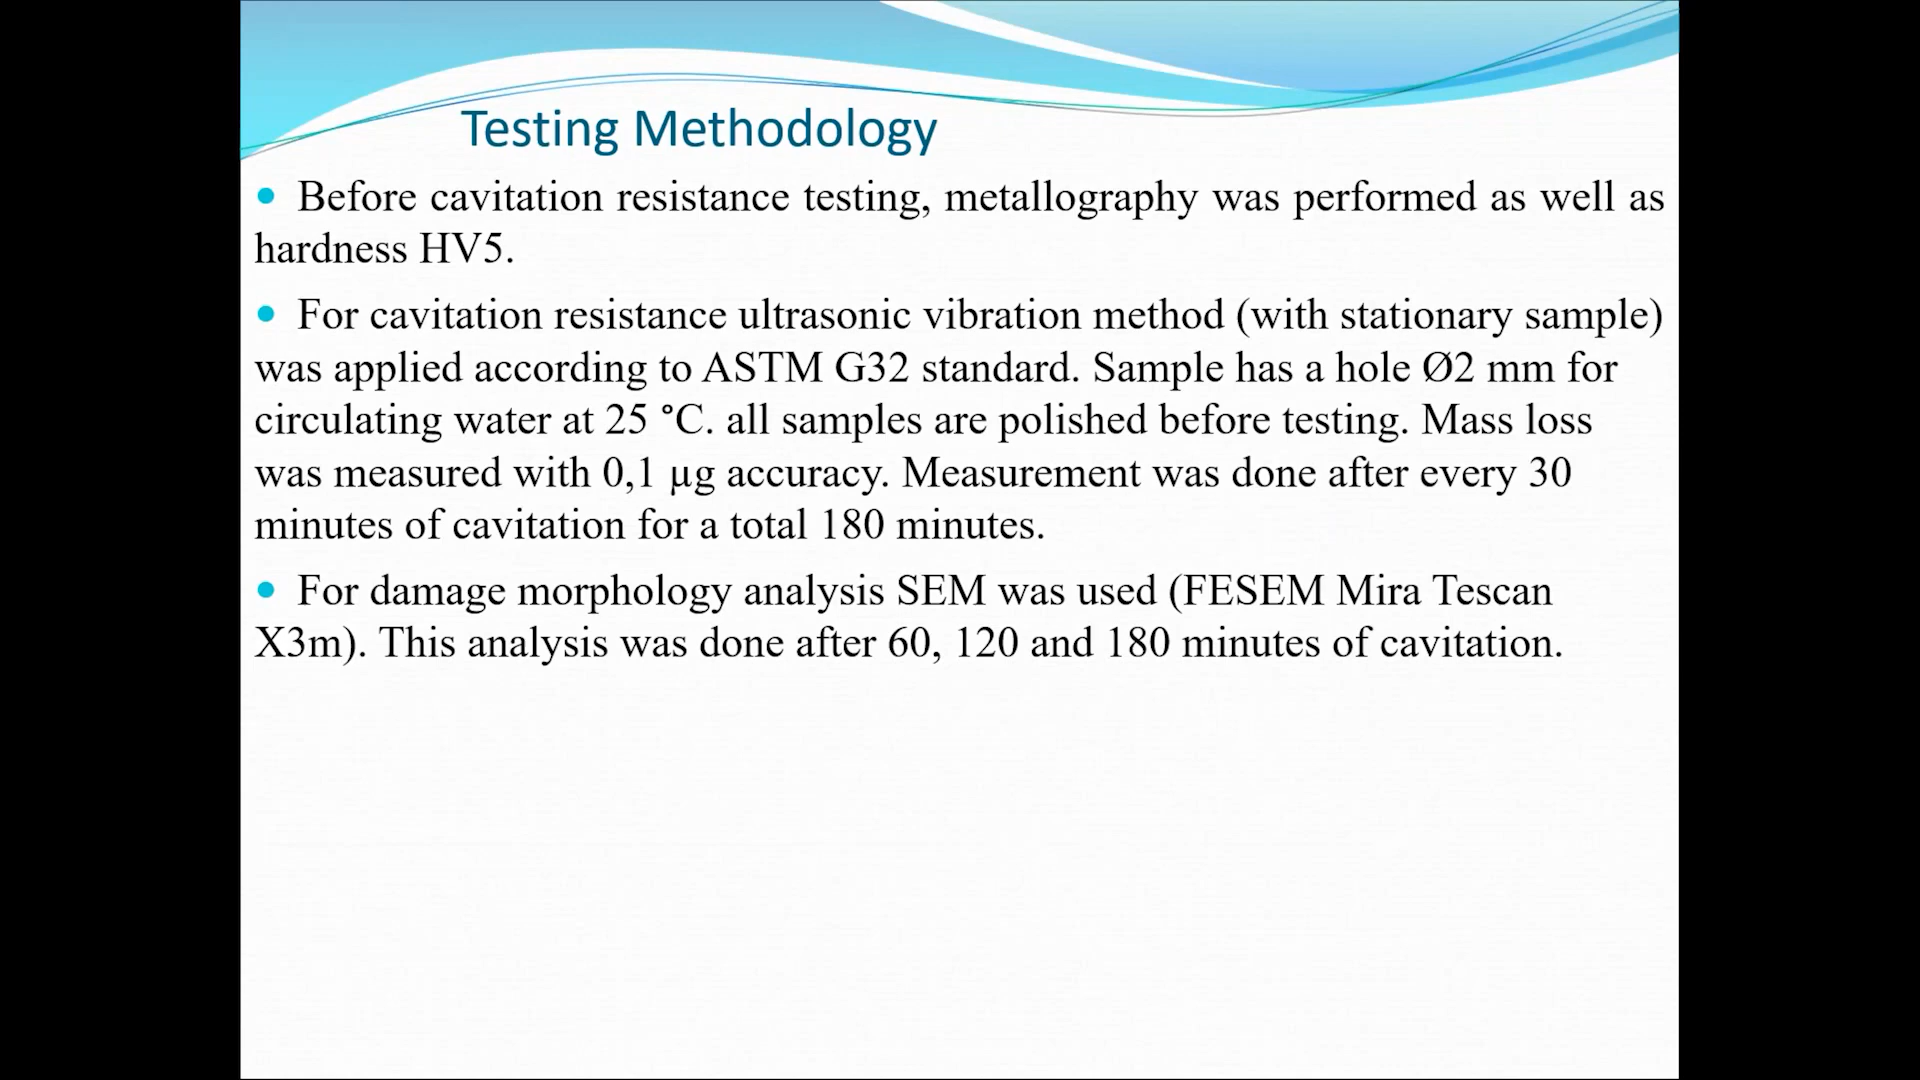 Testing Methodology
• Before cavitation resistance testing, metallography was performed as well as
hardness HV5.
• For cavitation resistance ultrasonic vibration method (with stationary sample)
was applied according to ASTM G32 standard. Sample has a hole Ø2 mm for
circulating water at 25 °C. all samples are polished before testing. Mass loss
was measured with 0,1 µg accuracy. Measurement was done after every 30
minutes of cavitation for a total 180 minutes.
• For damage morphology analysis SEM was used (FESEM Mira Tescan
X3m). This analysis was done after 60, 120 and 180 minutes of cavitation.